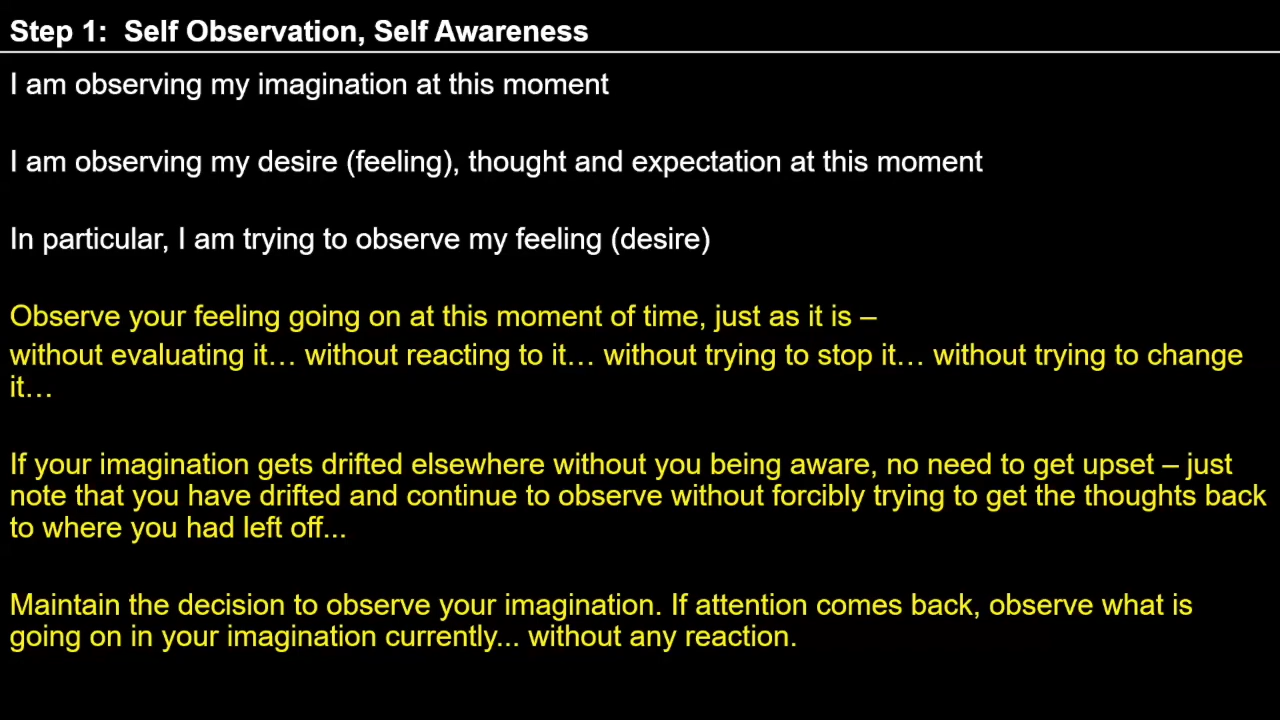 Step 1:  Self Observation, Self Awareness
I am observing my imagination at this moment
I am observing my desire (feeling), thought and expectation at this moment
In particular, I am trying to observe my feeling (desire)
Observe your feeling going on at this moment of time, just as it is –
without evaluating it… without reacting to it… without trying to stop it… without trying to change
it…
If your imagination gets drifted elsewhere without you being aware, no need to get upset – just
note that you have drifted and continue to observe without forcibly trying to get the thoughts back
to where you had left off...
Maintain the decision to observe your imagination. If attention comes back, observe what is
going on in your imagination currently... without any reaction.